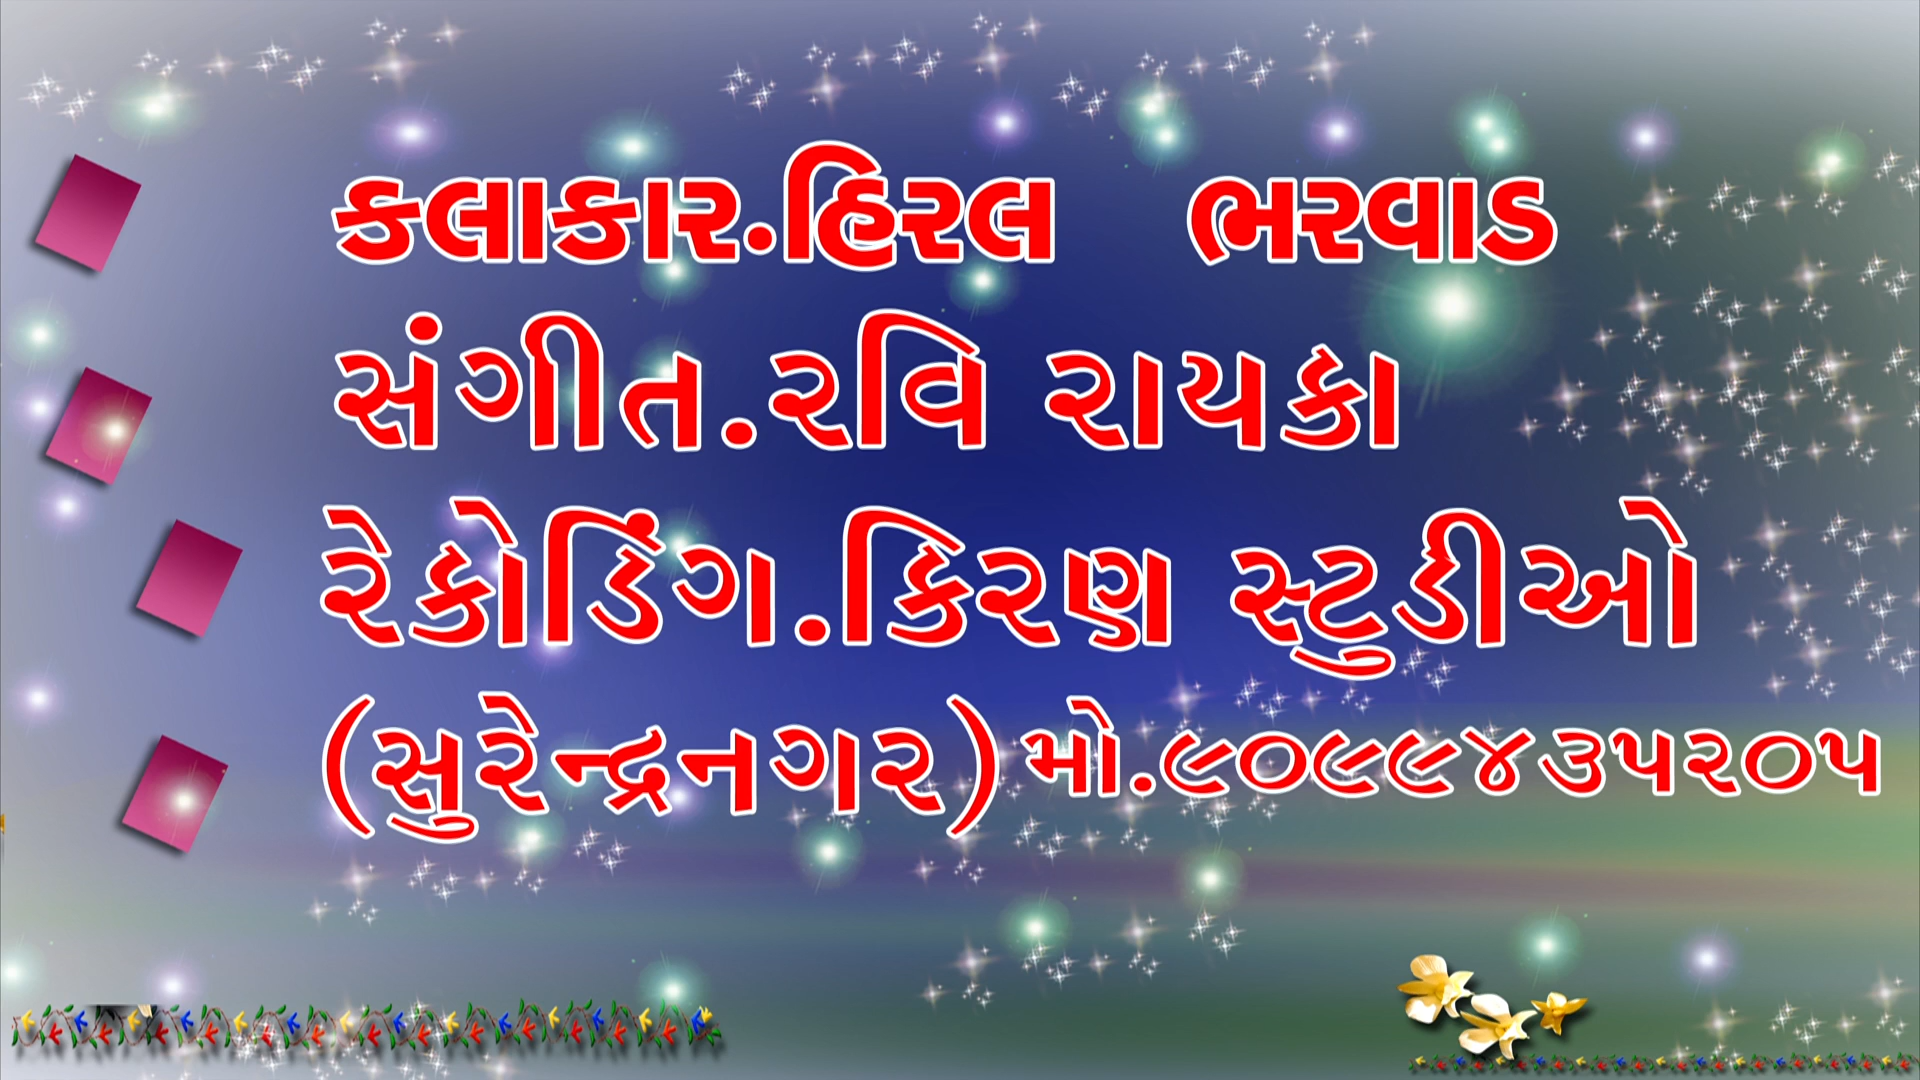 કલાકાર.હિરલ ભરવાડ
સંગીત.રવિ રાયકા
રેકોડિંગ.કિરણ સ્ટુડીઓ
(સુરેન્દ્રનગર) મો.૯૦૯૯૪૩૫૨૦૫